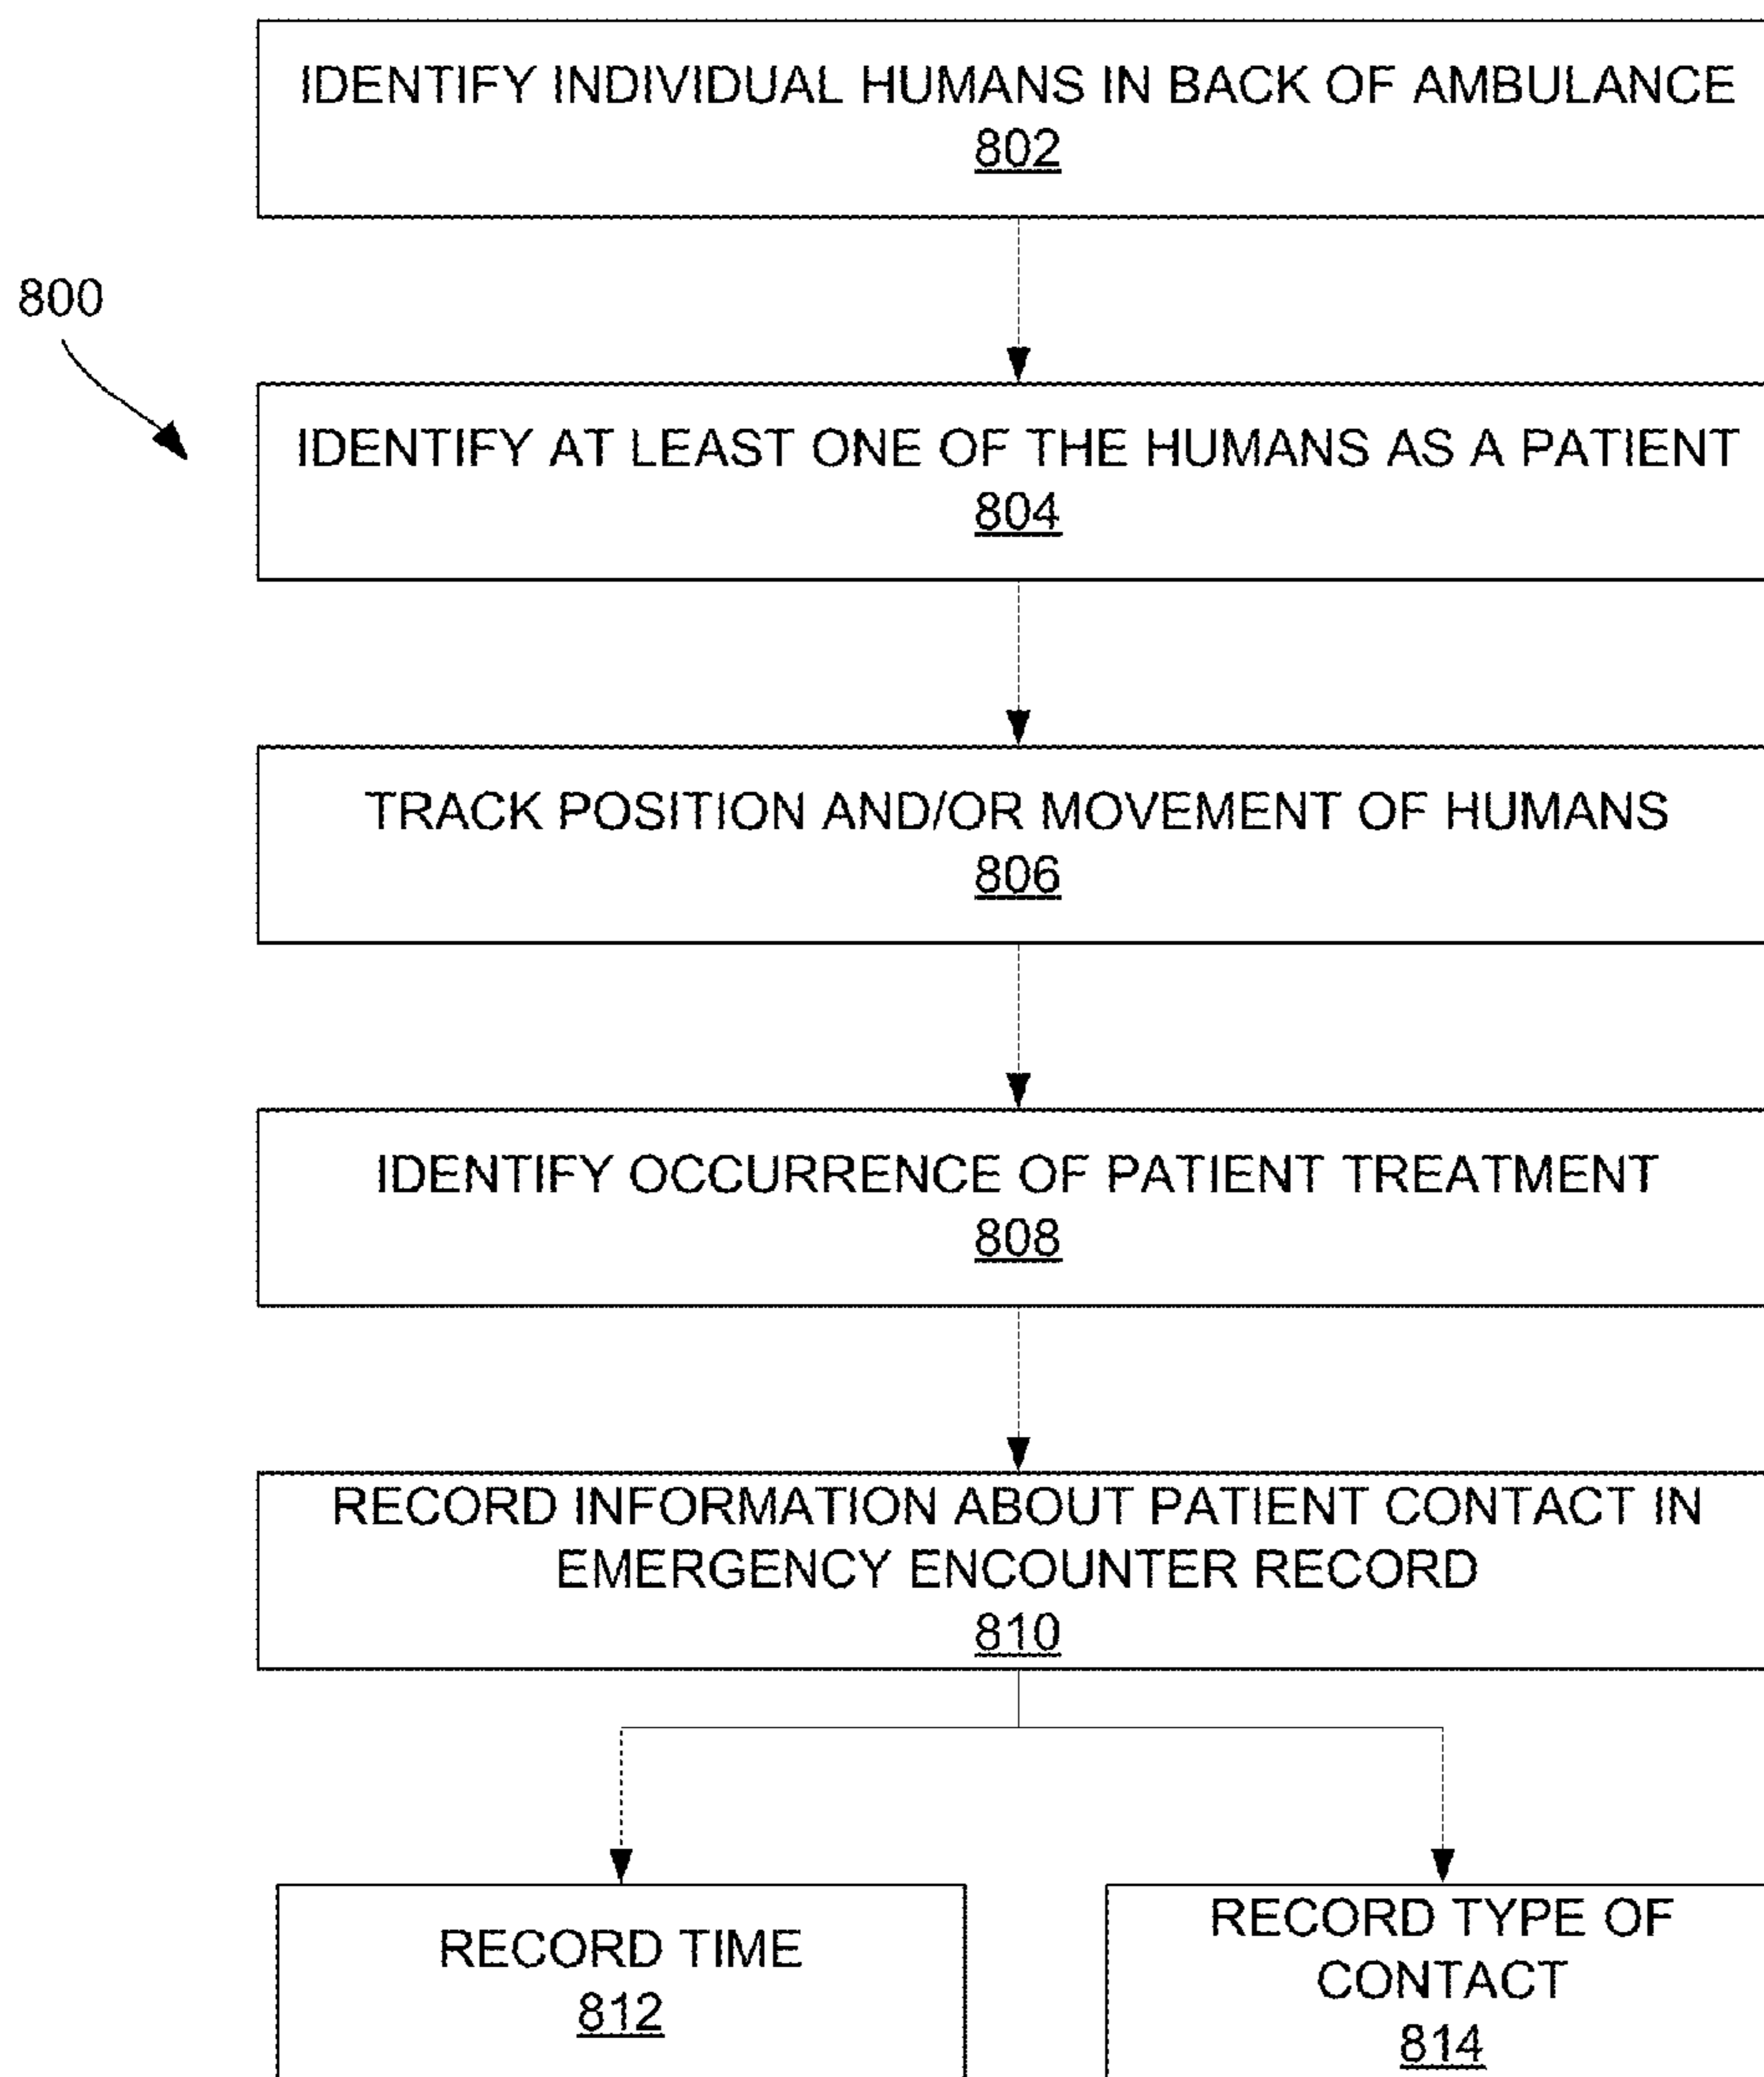 IDENTIFY INDIVIDUAL HUMANS IN BACK OF AMBULANCE
802
800
IDENTIFY AT LEAST ONE OF THE HUMANS AS A PATIENT
804
TRACK POSITION AND/OR MOVEMENT OF HUMANS
806
IDENTIFY OCCURRENCE OF PATIENT TREATMENT
808
RECORD INFORMATION ABOUT PATIENT CONTACT IN
EMERGENCY ENCOUNTER RECORD
810
RECORD TIME
812
RECORD TYPE OF
CONTACT
814